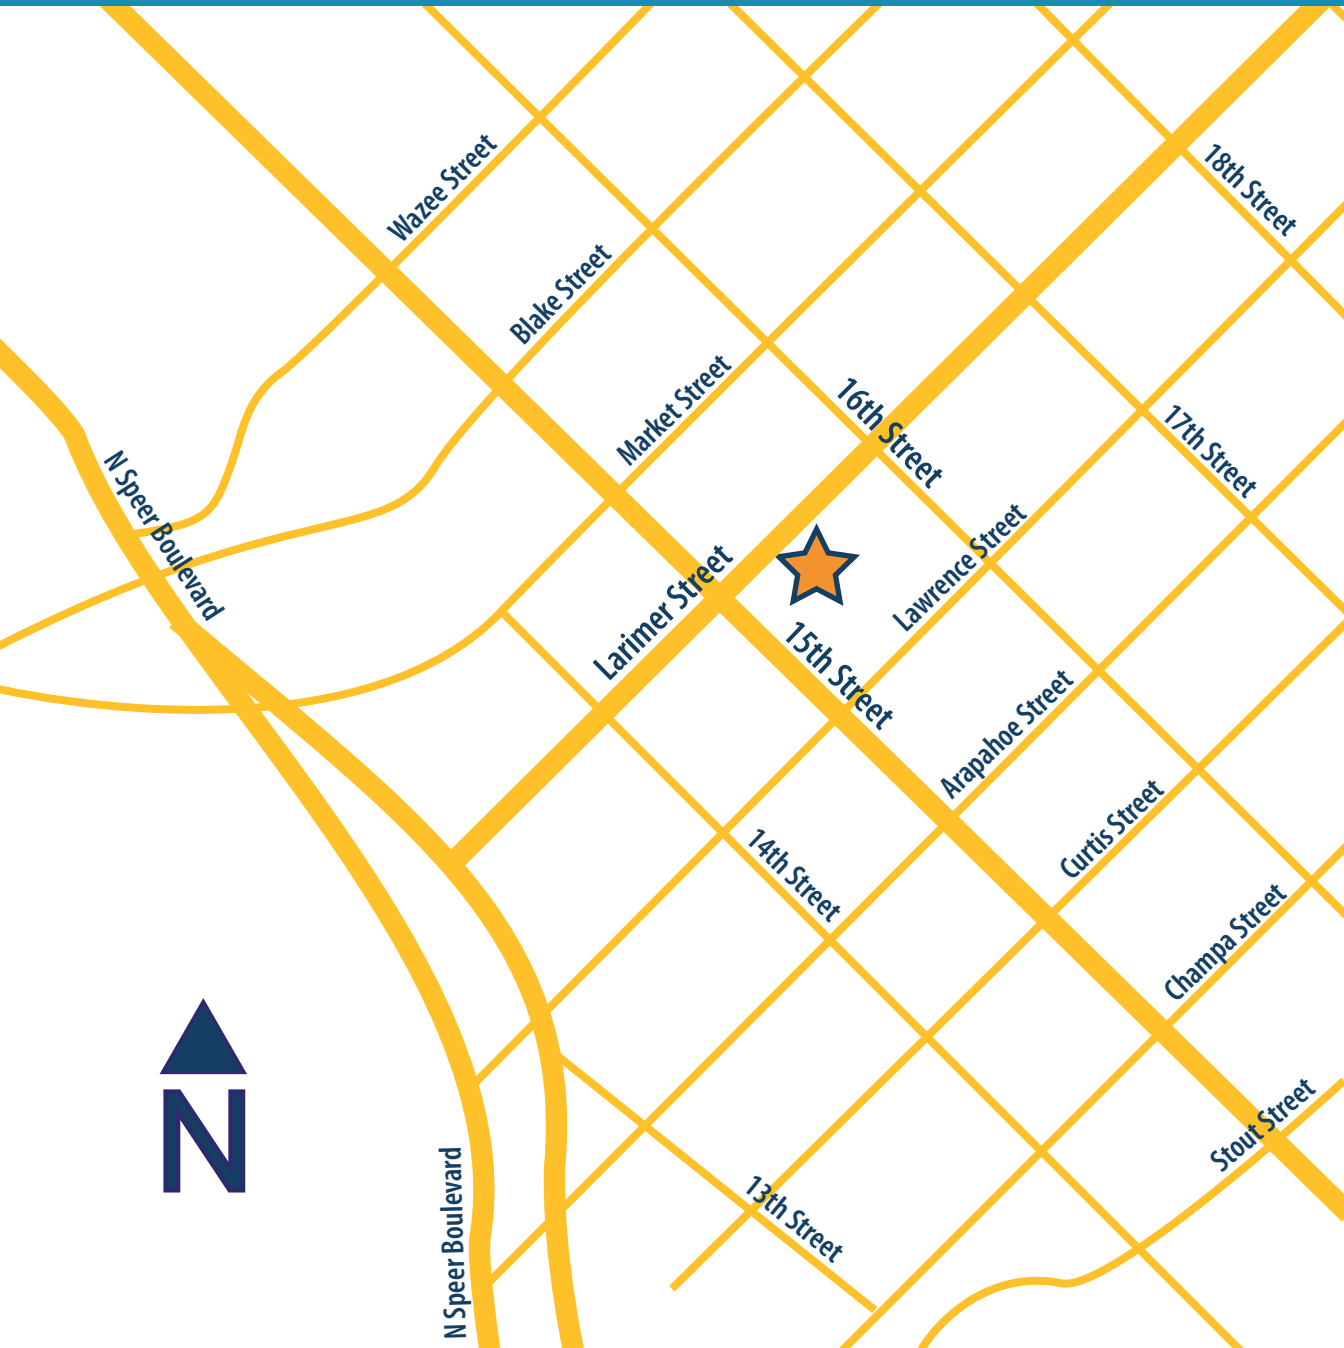 Wazee Street
18th Street
Blake Street
Market Street
16th Street
17th Street
N Speer Boulevard
Lawrence Street
Larimer Street
15th Street
Arapahoe Street
Curtis Street
14th Street
Champa Street
N
Stout Street
N Speer Boulevard
13th Street